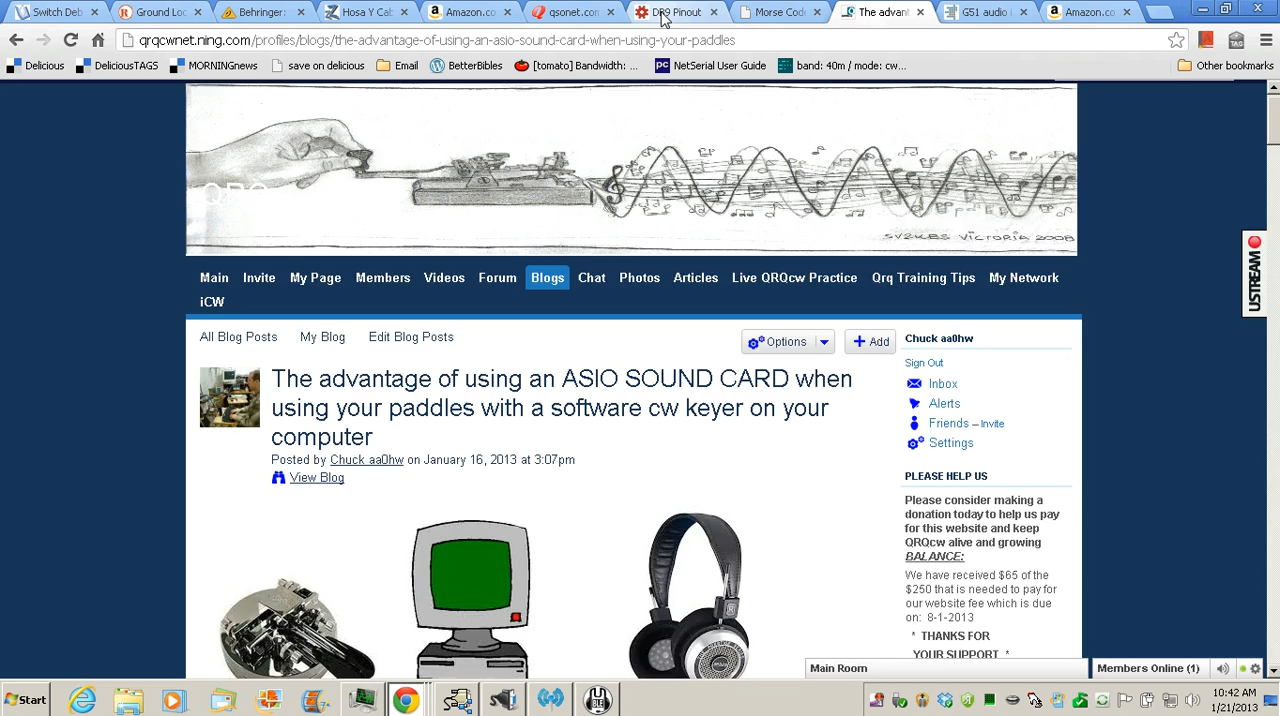 Switch Deb
Ground Loo
Behringer:
Hosa Y Cab
Amazon.co
qsonet.com
DB9 Pinout
Morse Code
The advan
G51 audio i
Amazon.co
qrqcwnet.ning.com/profiles/blogs/the-advantage-of-using-an-asio-sound-card-when-using-your-paddles
Delicious DeliciousTAGS MORNINGnews save on delicious Email BetterBibles [tomato] Bandwidth: ... NetSerial User Guide band: 40m / mode: cw... Other bookmarks
SV2KBS VICTORIA 2008
Main Invite My Page Members Videos Forum Blogs Chat Photos Articles Live QRQcw Practice Qrq Training Tips My Network
iCW
All Blog Posts My Blog Edit Blog Posts
Options
Add
The advantage of using an ASIO SOUND CARD when
using your paddles with a software cw keyer on your
computer
Posted by Chuck aa0hw on January 16, 2013 at 3:07pm
View Blog
Chuck aa0hw
Sign Out
Inbox
Alerts
Friends – Invite
Settings
PLEASE HELP US
Please consider making a
donation today to help us pay
for this website and keep
QRQcw alive and growing
BALANCE:
We have received $65 of the
$250 that is needed to pay for
our website fee which is due
on: 8-1-2013
* THANKS FOR
YOUR SUPPORT *
USTREAM
Main Room
Members Online (1)
Start
10:42 AM
1/21/2013